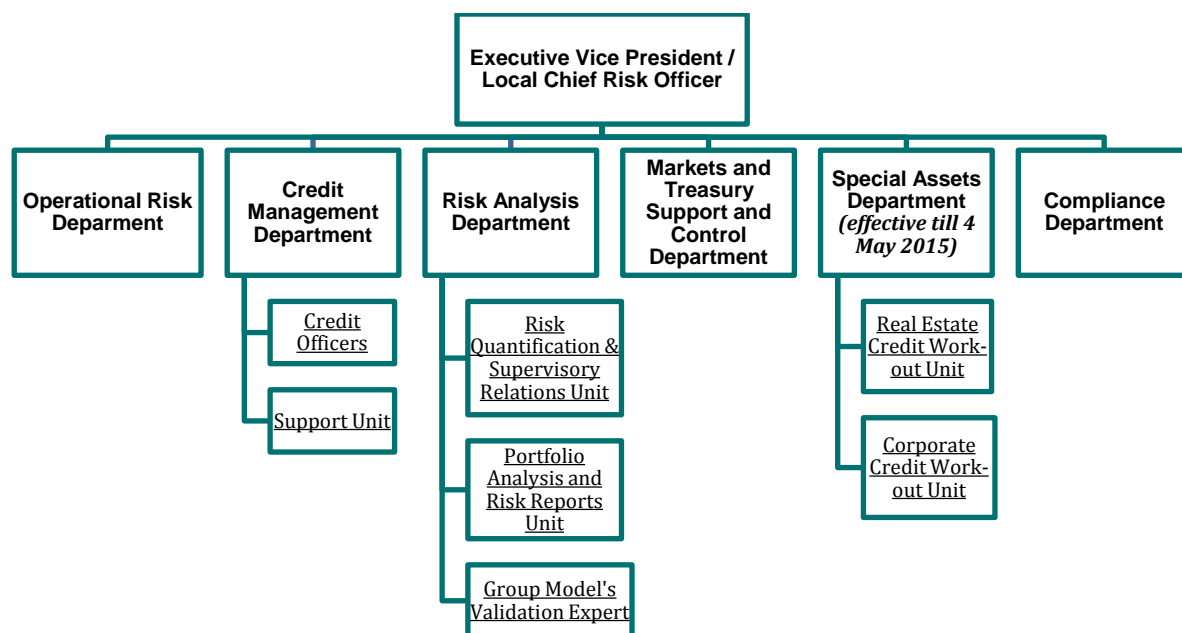 Executive Vice President /
Local Chief Risk Officer
Operational Risk
Deparment
Credit
Management
Department
Risk Analysis
Department
Markets and
Treasury
Support and
Control
Department
Special Assets
Department
(effective till 4
May 2015)
Compliance
Department
Credit
Officers
Support Unit
Risk
Quantification &
Supervisory
Relations Unit
Portfolio
Analysis and
Risk Reports
Unit
Group Model's
Validation Expert
Real Estate
Credit Work-
out Unit
Corporate
Credit Work-
out Unit